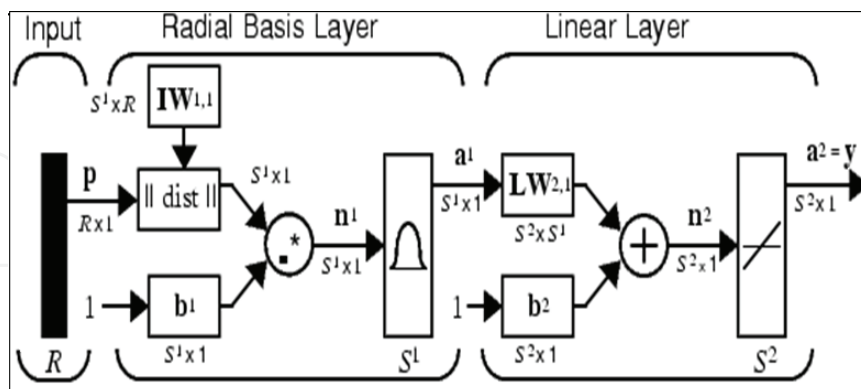 Input Radial Basis Layer Linear Layer
S¹xR IW1,1
p a¹ a² = y
|| dist || S¹x1 LW2,1
Rx1 S¹x1 S²x1
n¹ S²xS¹ n²
.* S¹x1 + S²x1
1 b1 1 b2
S¹x1 S²x1
R S¹ S²